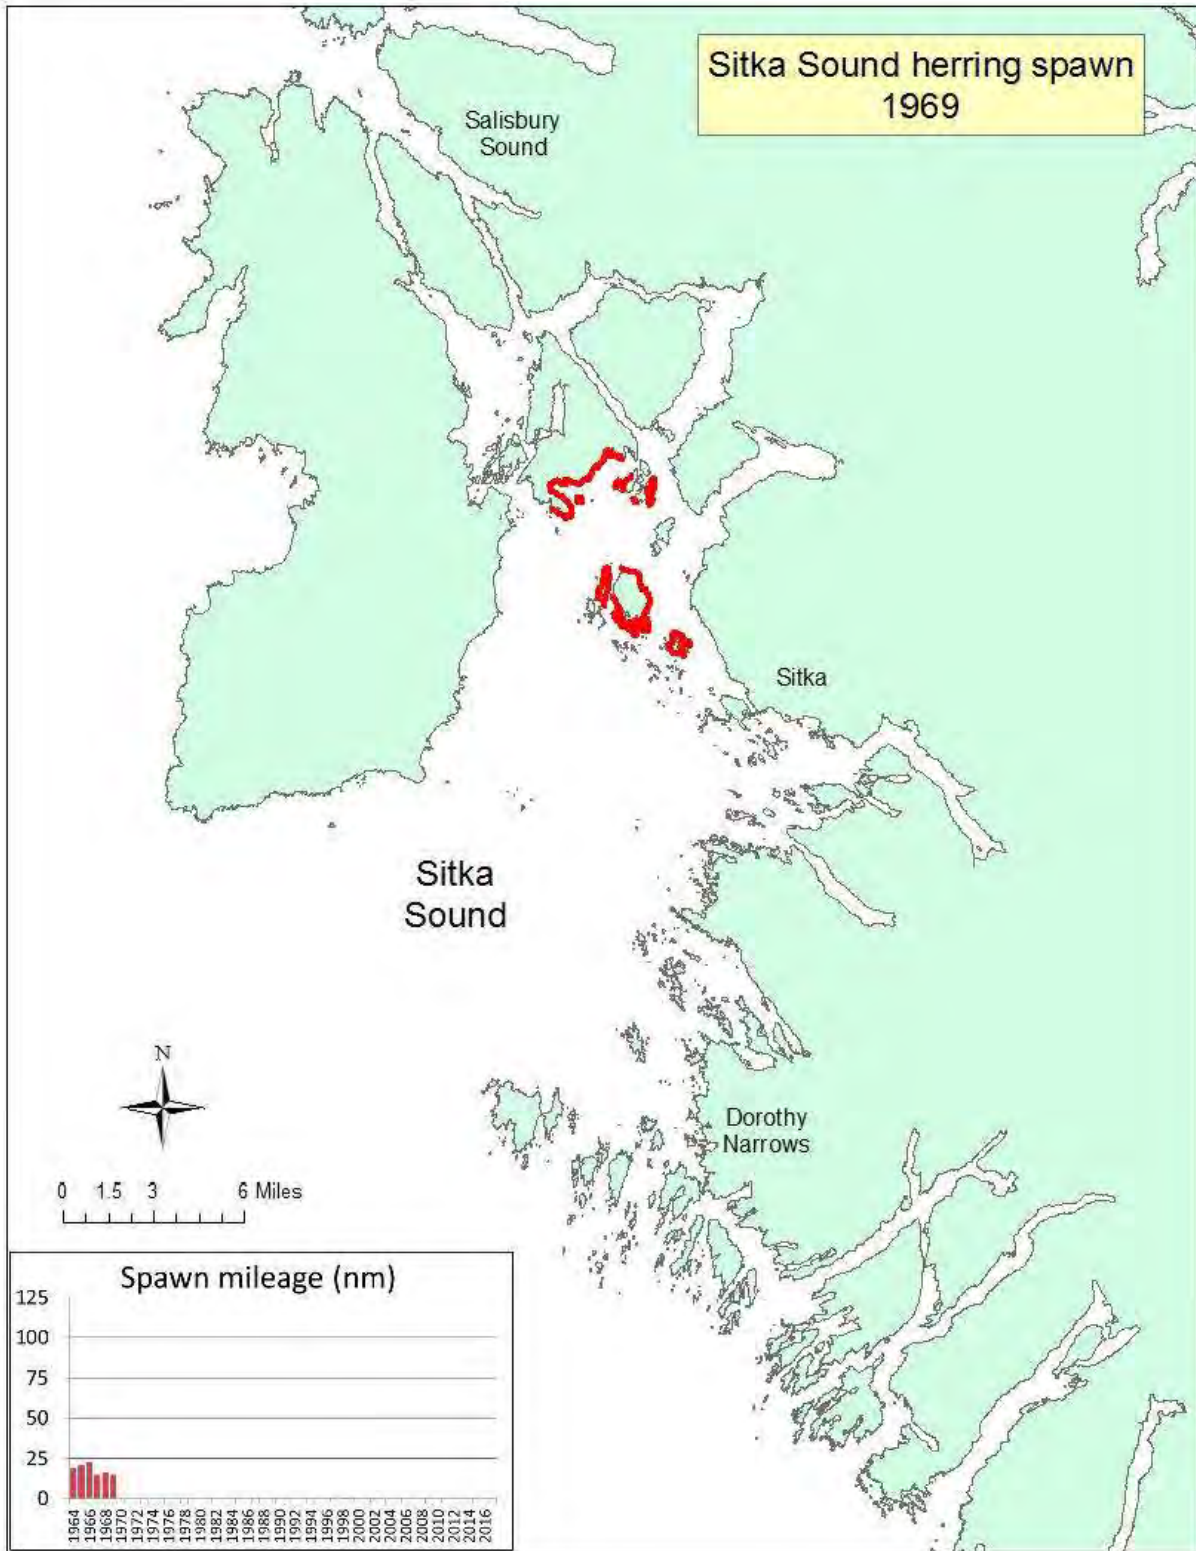 Sitka Sound herring spawn
1969
Salisbury
Sound
Sitka
Sitka
Sound
N
Dorothy
Narrows
0 1.5 3 6 Miles
Spawn mileage (nm)
125
100
75
50
25
0
1964 1966 1968 1970 1972 1974 1976 1978 1980 1982 1984 1986 1988 1990 1992 1994 1996 1998 2000 2002 2004 2006 2008 2010 2012 2014 2016